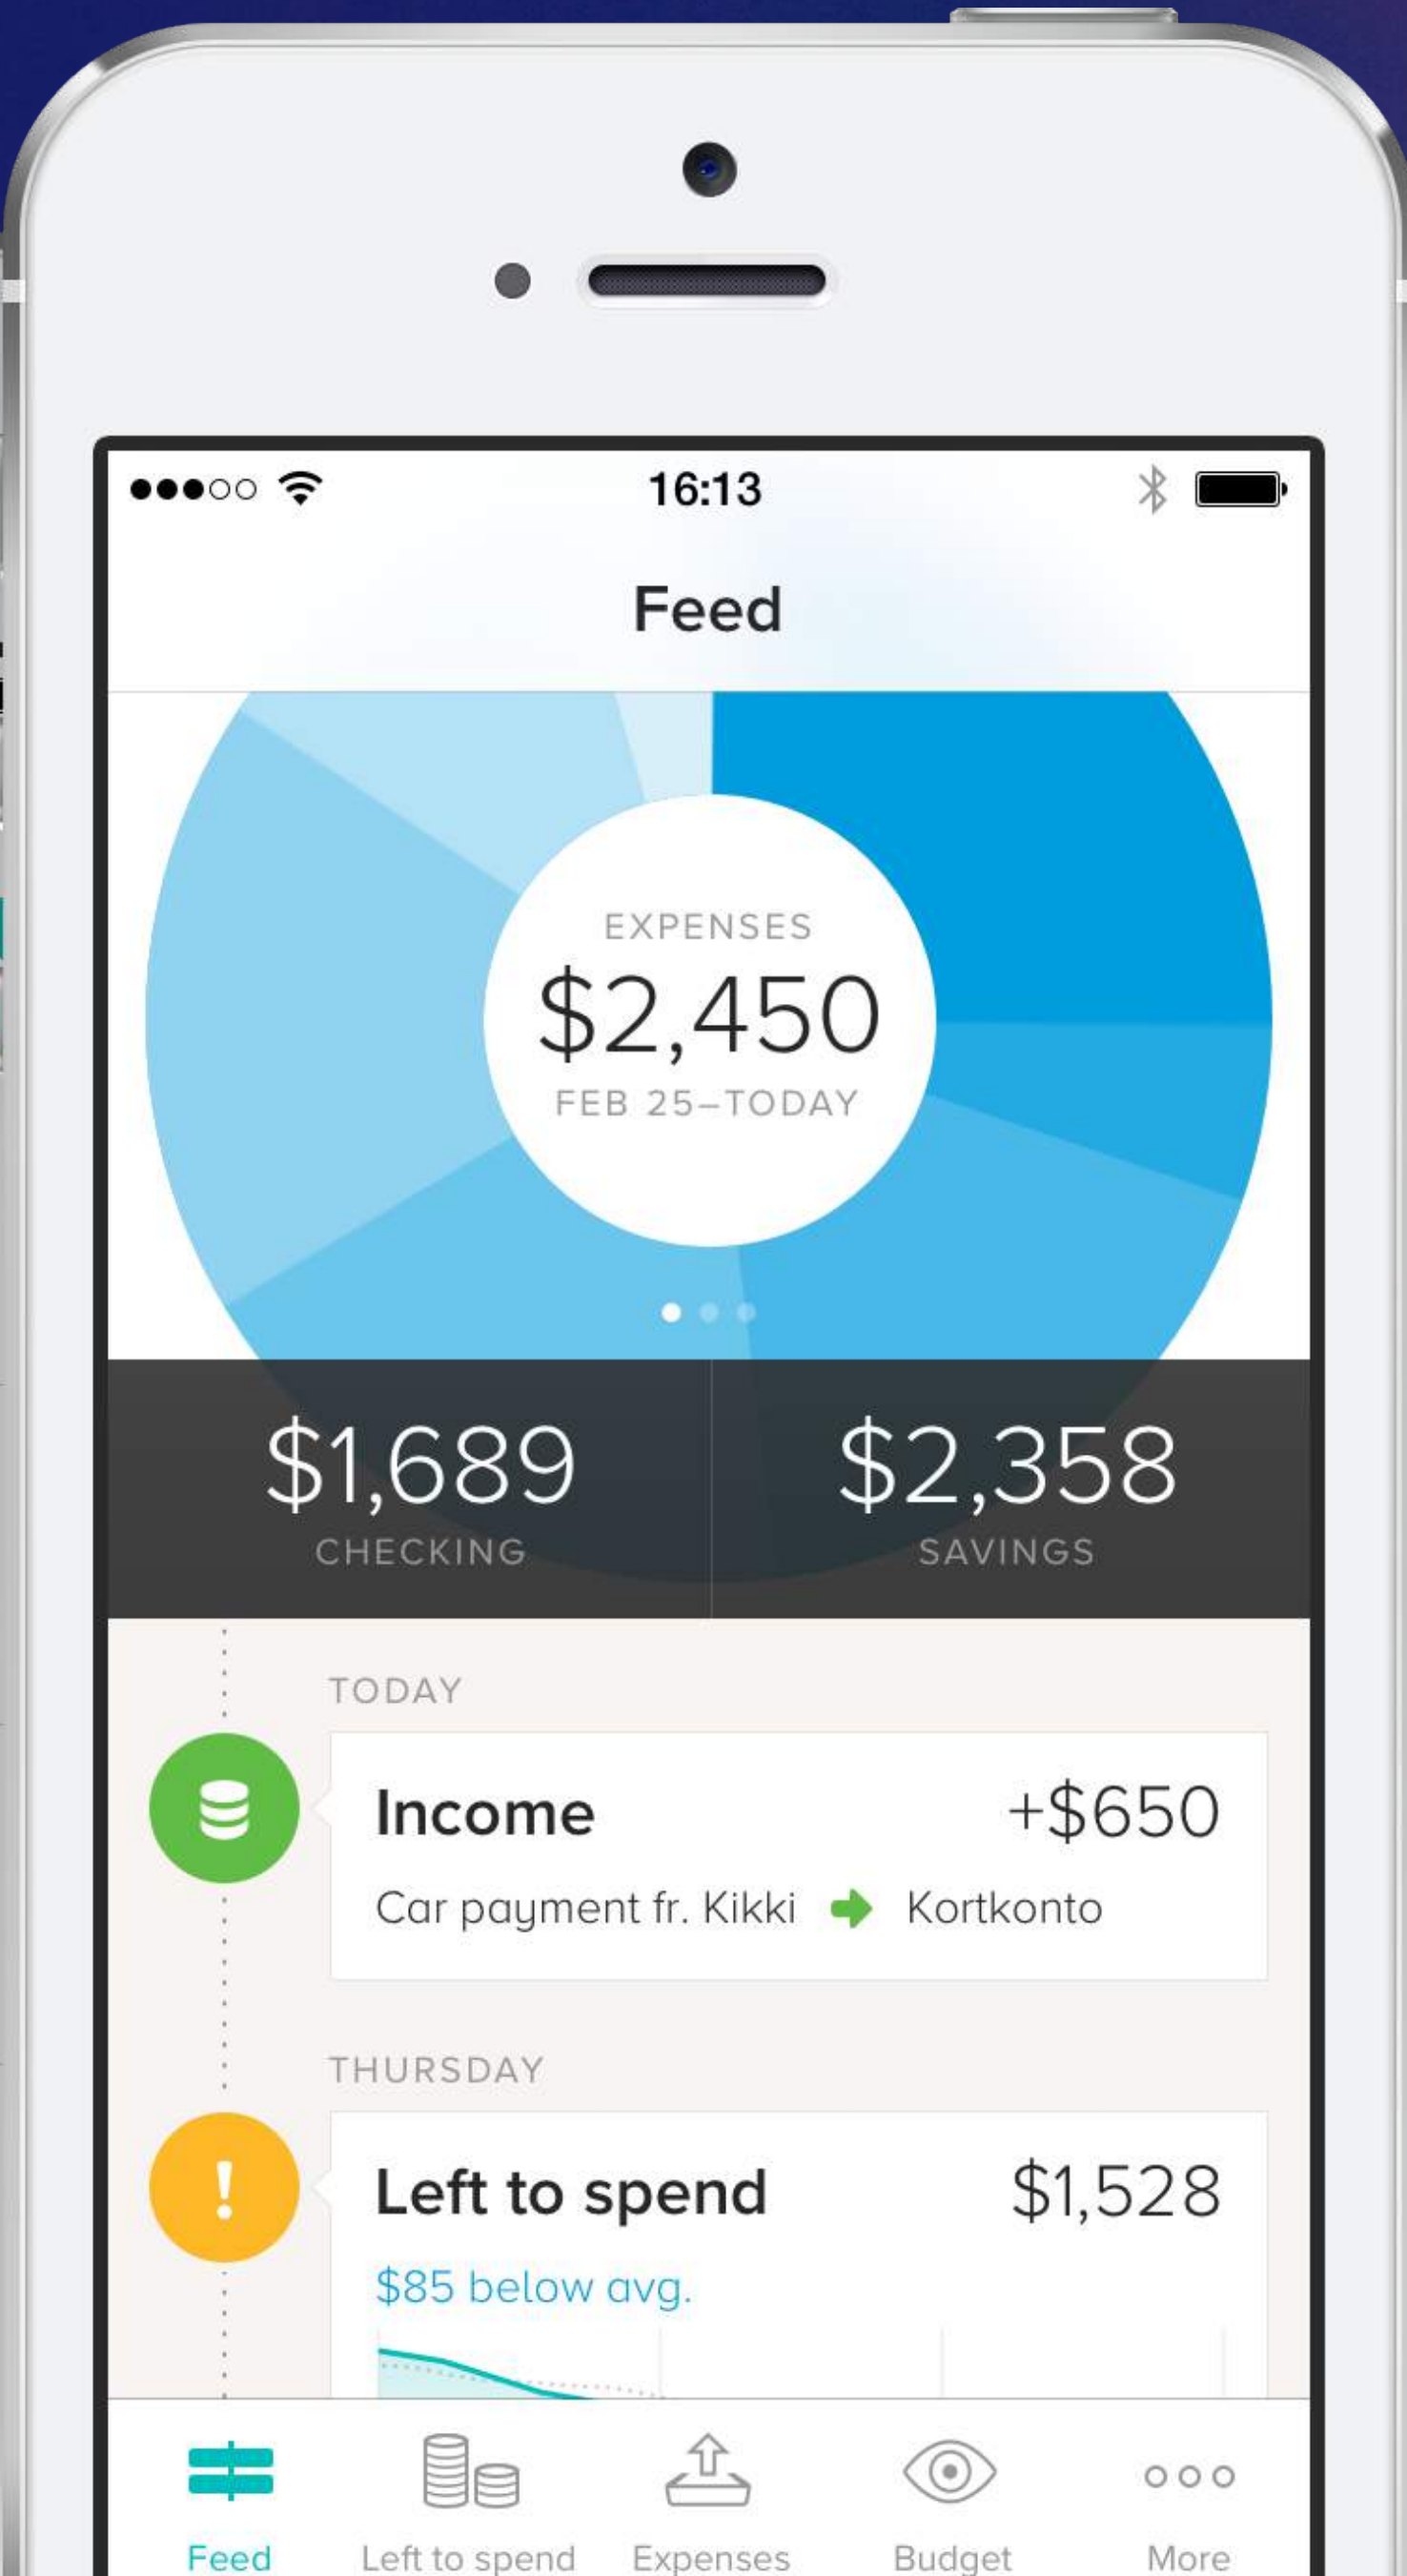 16:13
Feed
EXPENSES
$2,450
FEB 25–TODAY
$1,689
CHECKING
$2,358
SAVINGS
TODAY
Income +$650
Car payment fr. Kikki Kortkonto
THURSDAY
Left to spend $1,528
$85 below avg.
Feed Left to spend Expenses Budget More